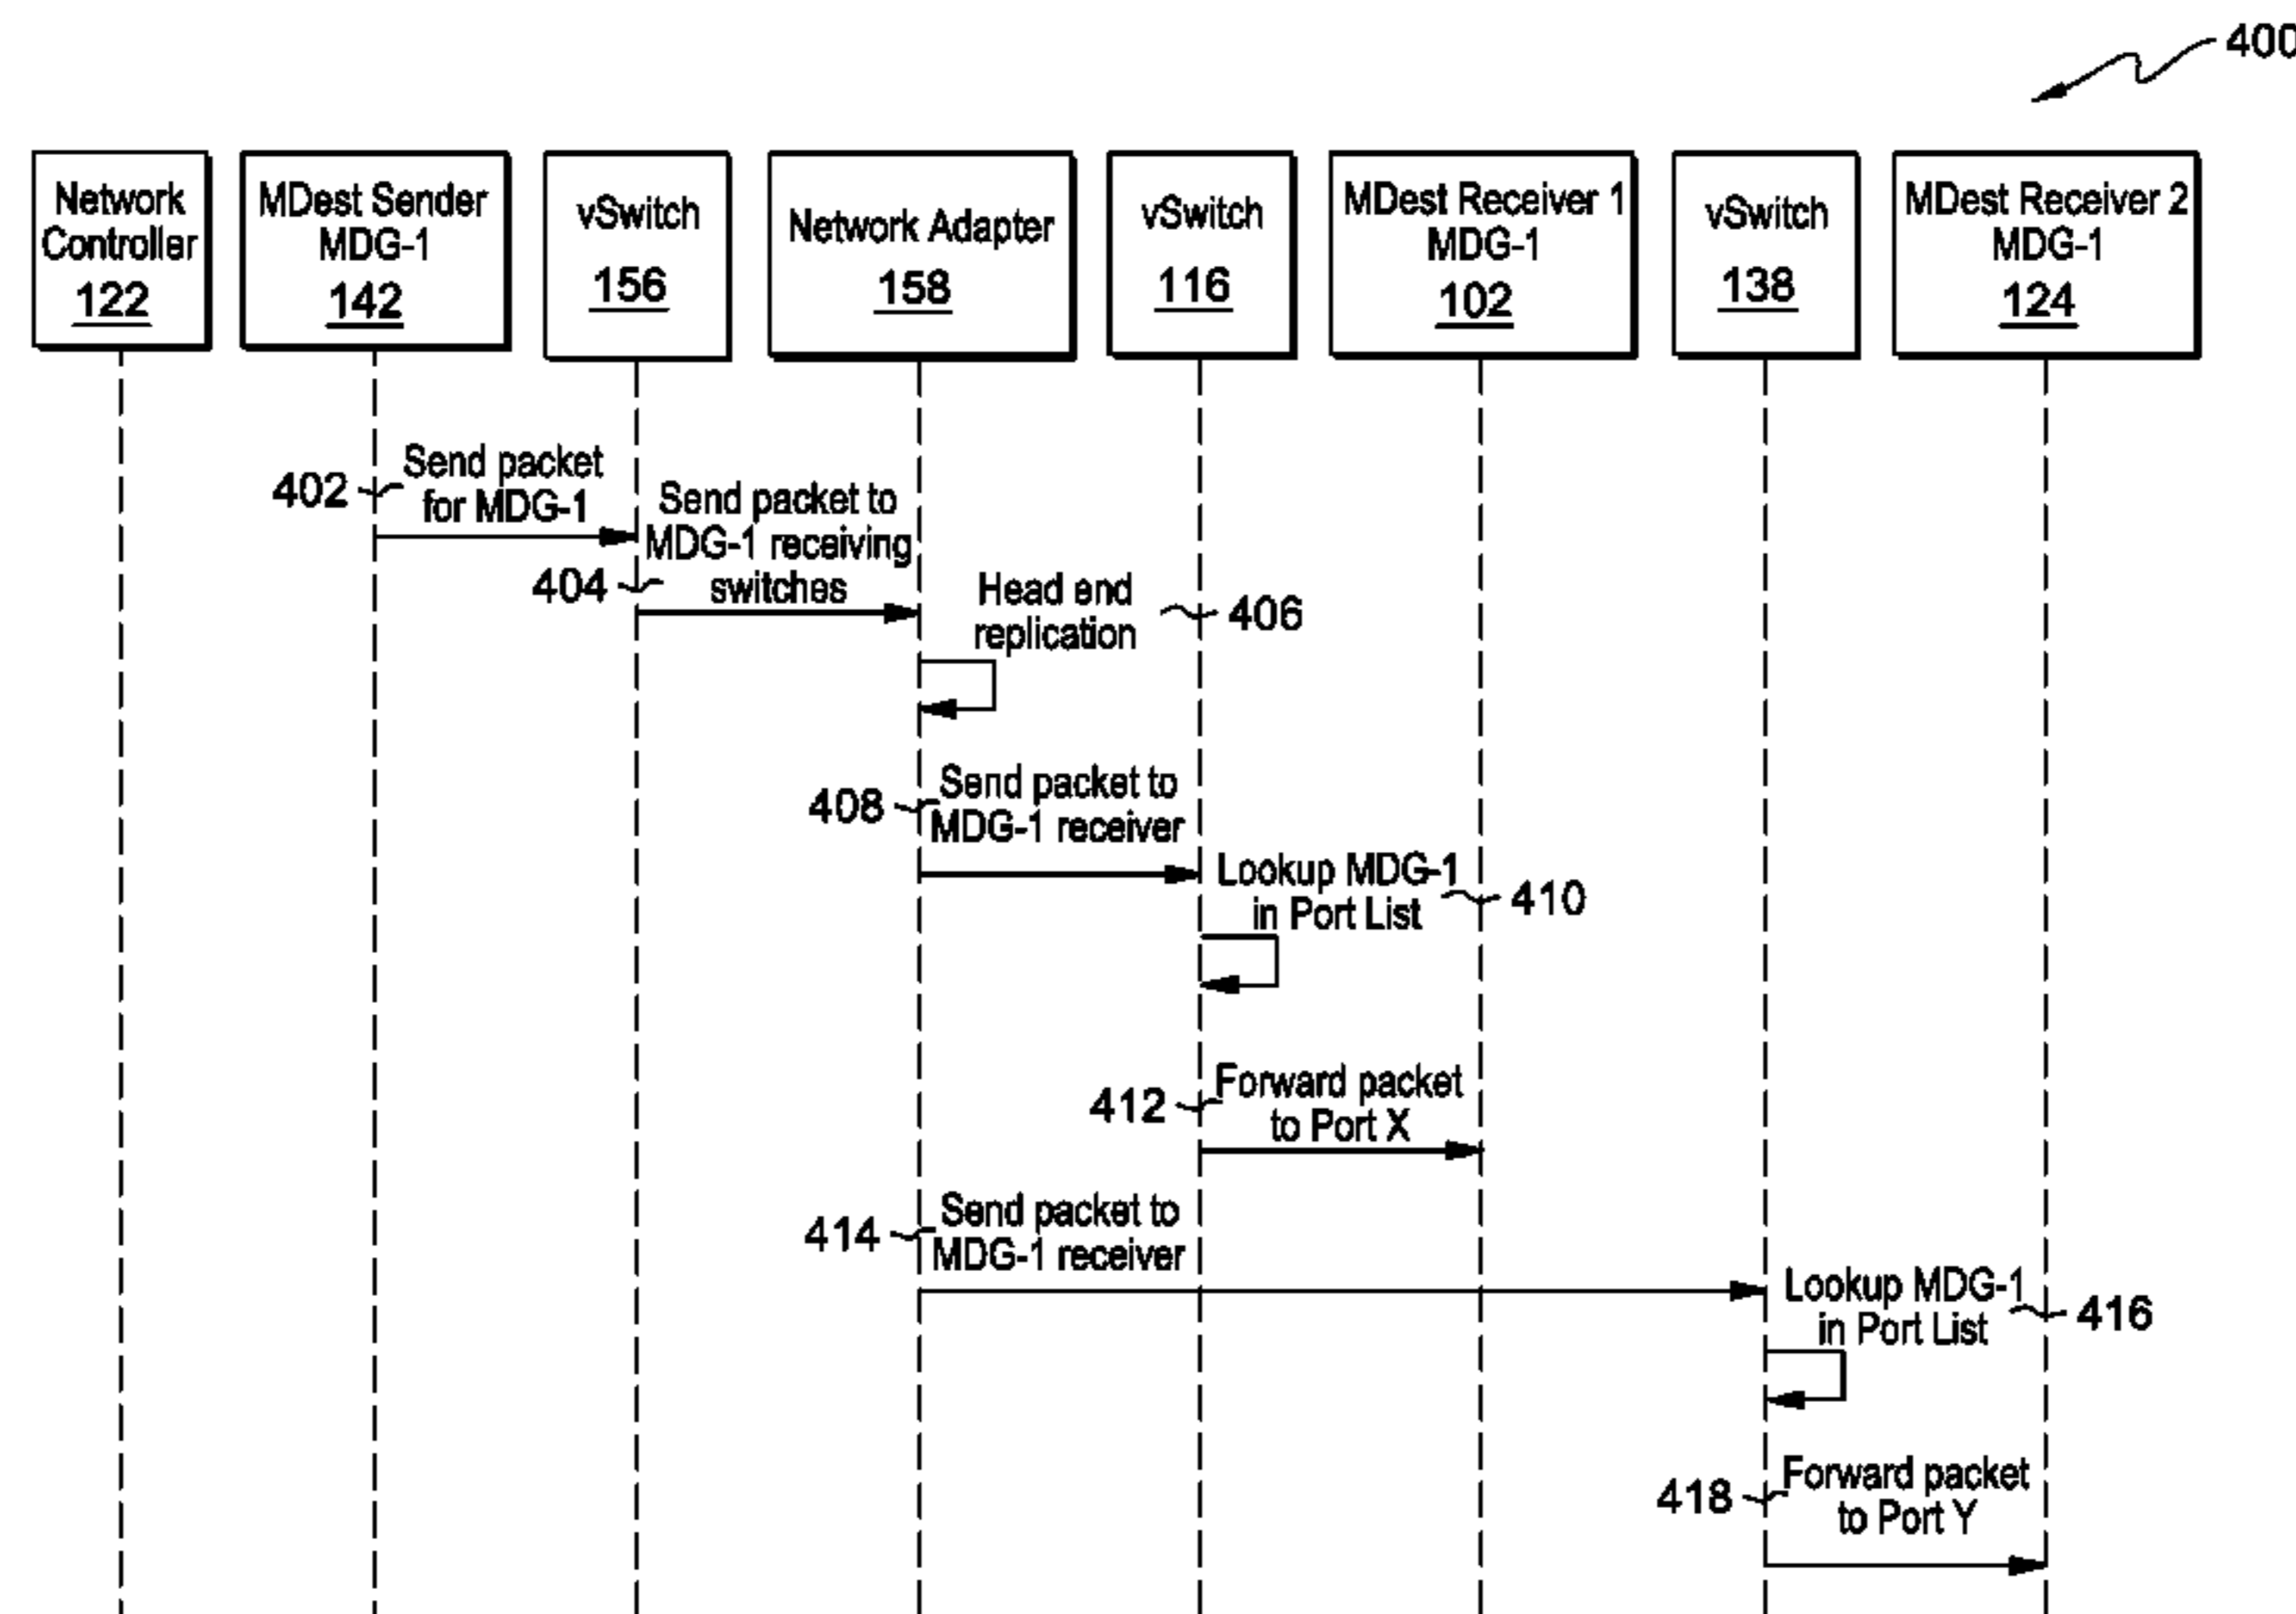 400
Network
Controller
122
MDest Sender
MDG-1
142
vSwitch
156
Network Adapter
158
vSwitch
116
MDest Receiver 1
MDG-1
102
vSwitch
138
MDest Receiver 2
MDG-1
124
402
Send packet
for MDG-1
404
Send packet to
MDG-1 receiving
switches
Head end
replication
406
408
Send packet to
MDG-1 receiver
Lookup MDG-1
in Port List
410
412
Forward packet
to Port X
414
Send packet to
MDG-1 receiver
Lookup MDG-1
in Port List
416
418
Forward packet
to Port Y